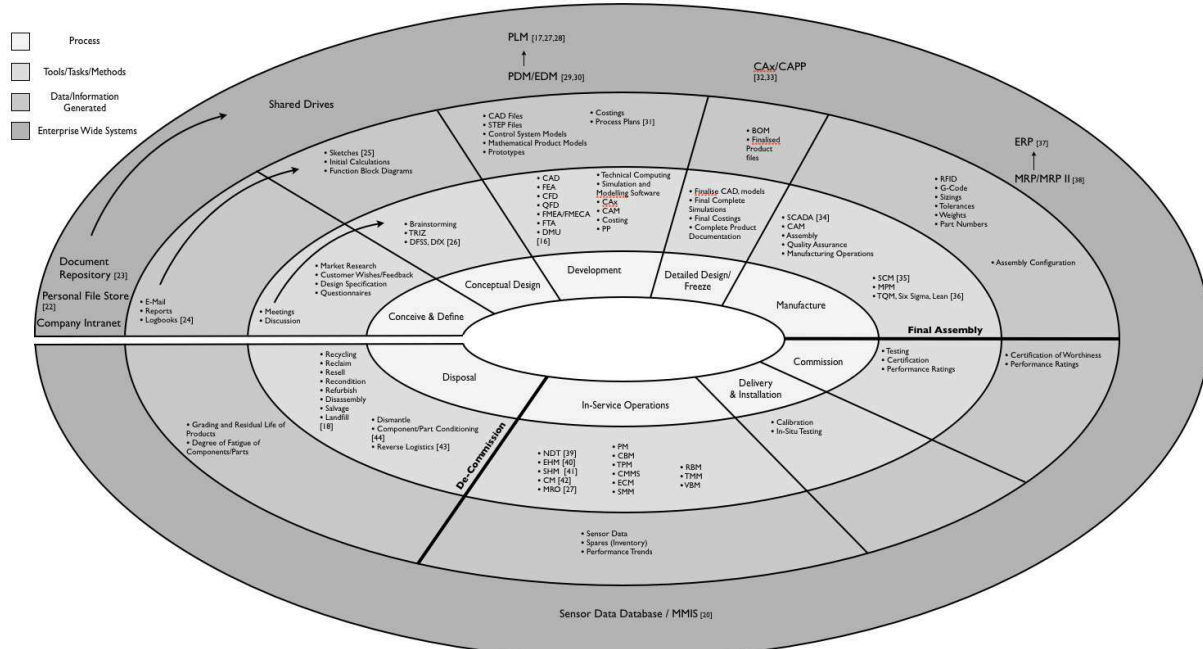 Process
Tools/Tasks/Methods
Data/Information
Generated
Enterprise Wide Systems
PLM [17,27,28]
PDM/EDM [29,30]
CAx/CAPP
[32,33]
Shared Drives
ERP [37]
MRP/MRP II [38]
Document
Repository [23]
Personal File Store
[22]
Company Intranet
• E-Mail
• Reports
• Logbooks [24]
• Sketches [25]
• Initial Calculations
• Function Block Diagrams
• CAD Files
• STEP Files
• Control System Models
• Mathematical Product Models
• Prototypes
• Costings
• Process Plans [31]
• BOM
• Finalised
Product
files
• RFID
• G-Code
• Sizings
• Tolerances
• Weights
• Part Numbers
• Assembly Configuration
• Meetings
• Discussion
• Market Research
• Customer Wishes/Feedback
• Design Specification
• Questionnaires
• Brainstorming
• TRIZ
• DFSS, DfX [26]
• CAD
• FEA
• CFD
• QFD
• FMEA/FMECA
• FTA
• DMU
[16]
• Technical Computing
• Simulation and
Modelling Software
• CAx
• CAM
• Costing
• PP
• Finalise CAD, models
• Final Complete
Simulations
• Final Costings
• Complete Product
Documentation
• SCADA [34]
• CAM
• Assembly
• Quality Assurance
• Manufacturing Operations
• SCM [35]
• MPM
• TQM, Six Sigma, Lean [36]
Conceive & Define
Conceptual Design
Development
Detailed Design/
Freeze
Manufacture
Final Assembly
Commission
Delivery
& Installation
In-Service Operations
Disposal
De-Commission
• Testing
• Certification
• Performance Ratings
• Certification of Worthiness
• Performance Ratings
• Calibration
• In-Situ Testing
• NDT [39]
• EHM [40]
• SHM [41]
• CM [42]
• MRO [27]
• PM
• CBM
• TPM
• CMMS
• ECM
• SMM
• RBM
• TMM
• VBM
• Sensor Data
• Spares (Inventory)
• Performance Trends
• Recycling
• Reclaim
• Resell
• Recondition
• Refurbish
• Disassembly
• Salvage
• Landfill
[18]
• Dismantle
• Component/Part Conditioning
[44]
• Reverse Logistics [43]
• Grading and Residual Life of
Products
• Degree of Fatigue of
Components/Parts
Sensor Data Database / MMIS [20]